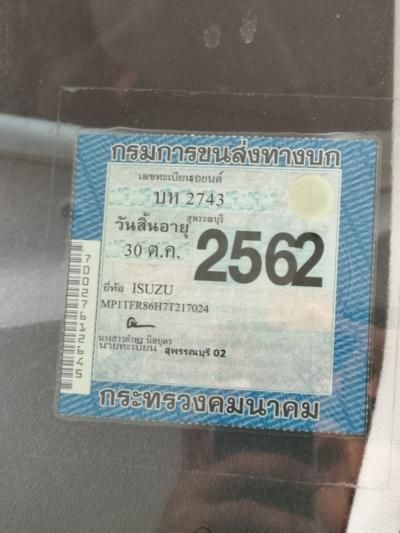 กรมการขนส่งทางบก
เลขทะเบียนรถยนต์
บห 2743
สุพรรณบุรี
วันสิ้นอายุ
30 ต.ค. 2562
ยี่ห้อ ISUZU
MP1TFR86H7T217024
นายทะเบียน สุพรรณบุรี 02
กระทรวงคมนาคม
700276122645